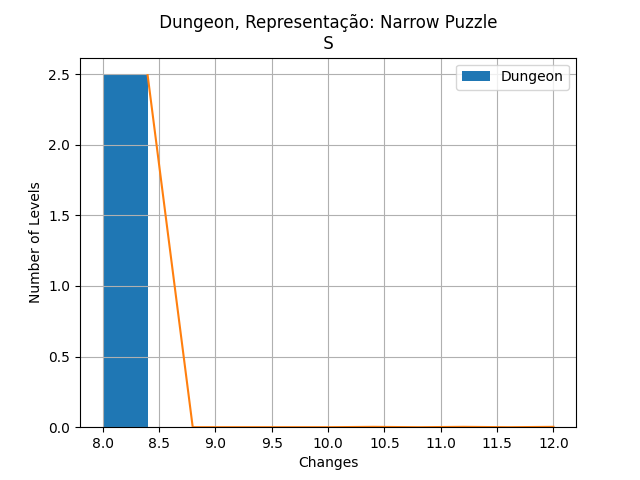 Dungeon, Representação: Narrow Puzzle
S
Dungeon
Number of Levels
2.5
2.0
1.5
1.0
0.5
0.0
8.0 8.5 9.0 9.5 10.0 10.5 11.0 11.5 12.0
Changes